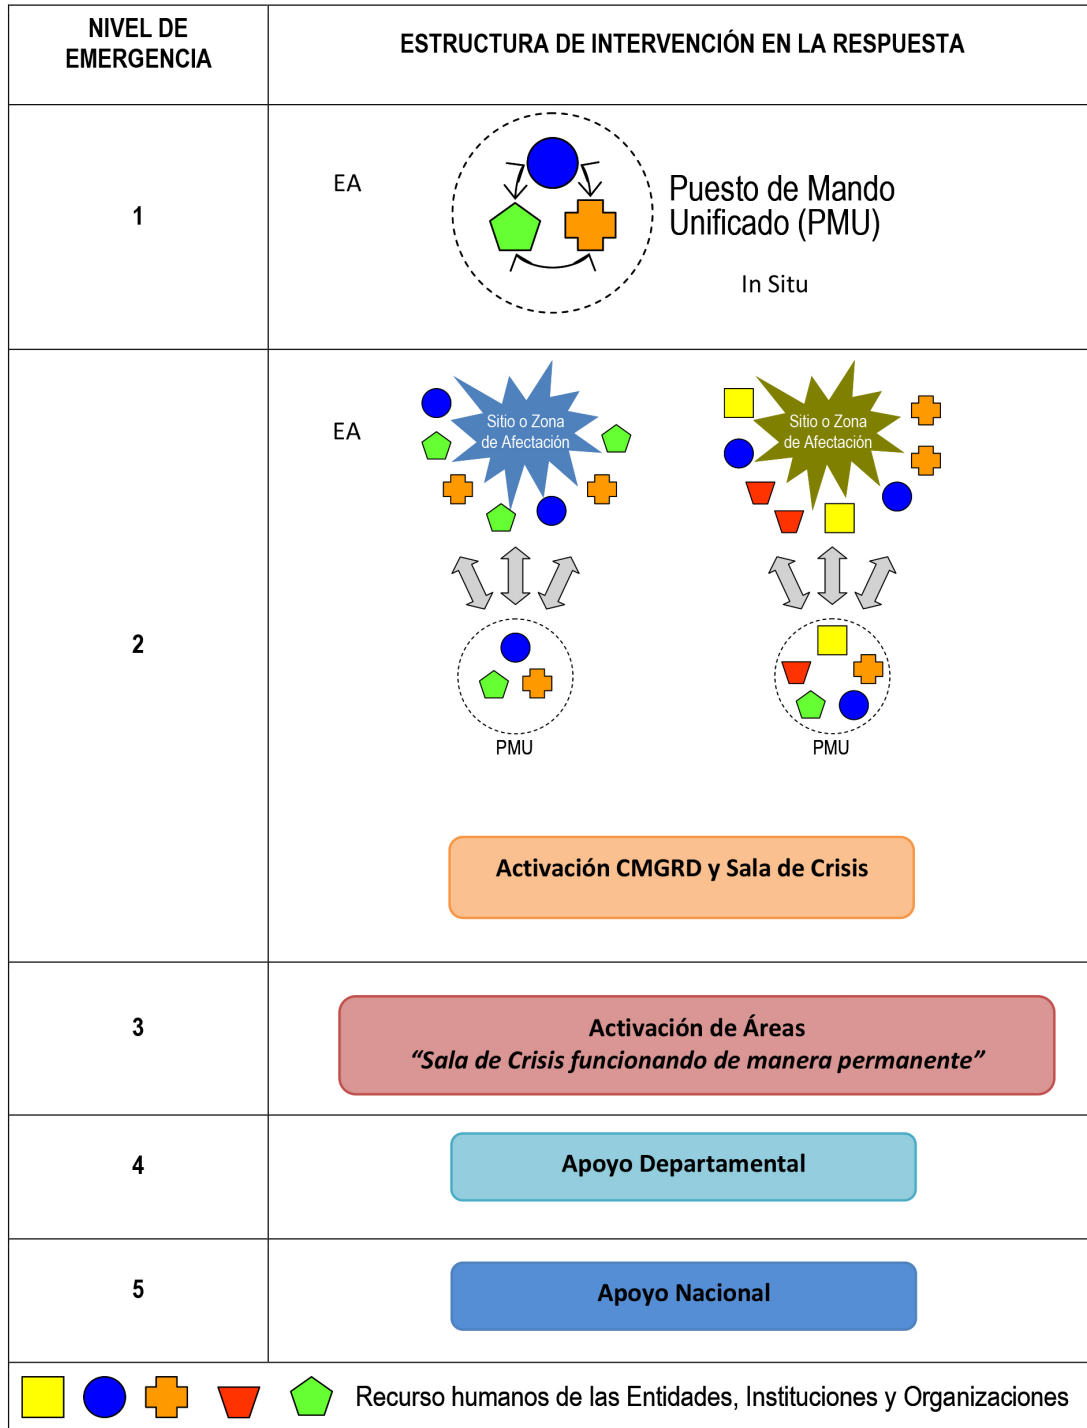 NIVEL DE
EMERGENCIA
ESTRUCTURA DE INTERVENCIÓN EN LA RESPUESTA
1
EA
Puesto de Mando
Unificado (PMU)
In Situ
2
EA
Sitio o Zona
de Afectación
Sitio o Zona
de Afectación
PMU
PMU
Activación CMGRD y Sala de Crisis
3
Activación de Áreas
“Sala de Crisis funcionando de manera permanente”
4
Apoyo Departamental
5
Apoyo Nacional
Recurso humanos de las Entidades, Instituciones y Organizaciones